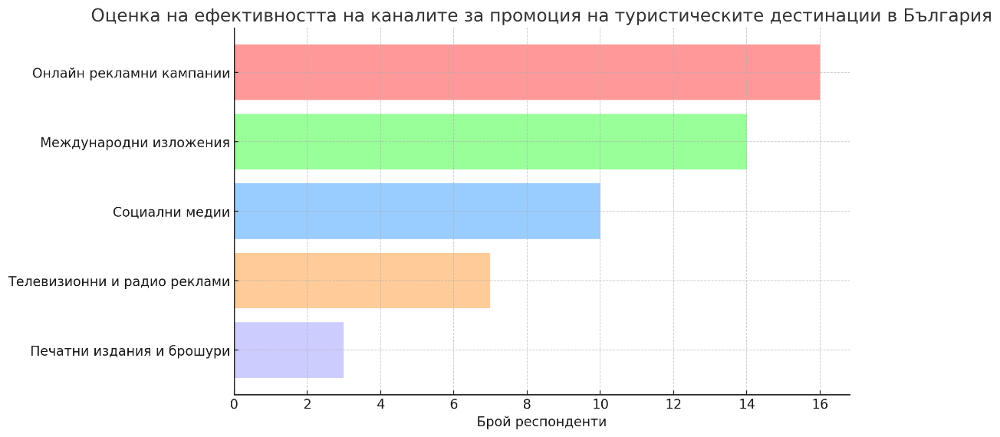 Оценка на ефективността на каналите за промоция на туристическите дестинации в България
Онлайн рекламни кампании
Международни изложения
Социални медии
Телевизионни и радио реклами
Печатни издания и брошури
0 2 4 6 8 10 12 14 16
Брой респонденти